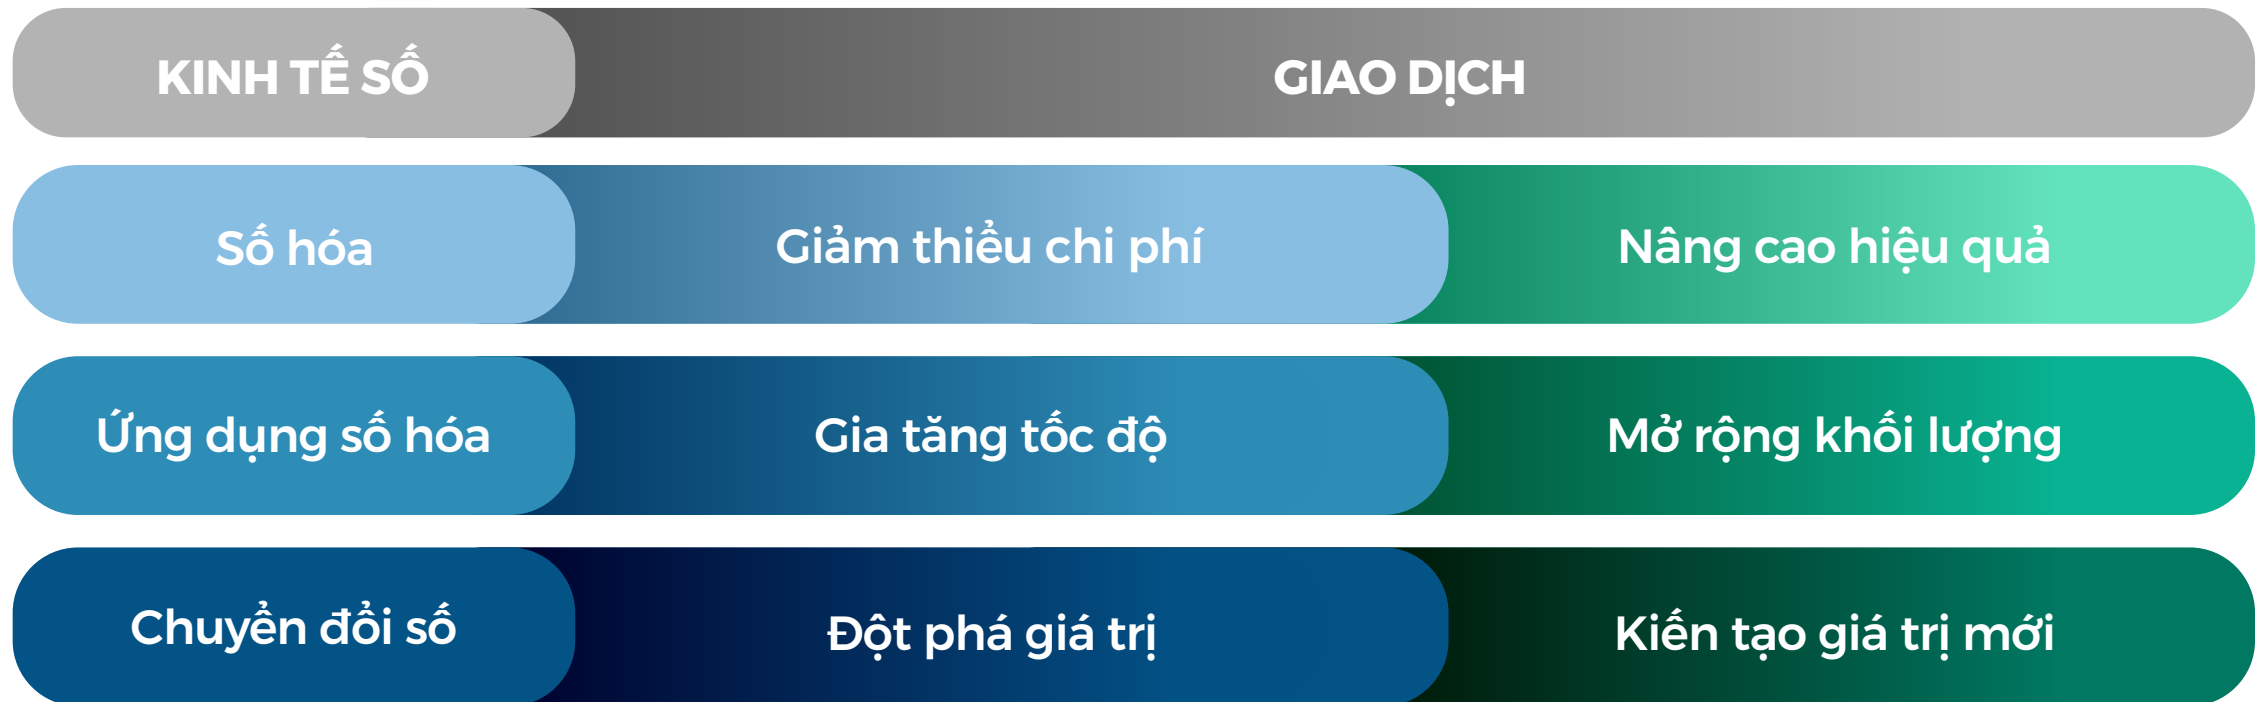 KINH TẾ SỐ
GIAO DỊCH
Số hóa
Giảm thiểu chi phí
Nâng cao hiệu quả
Ứng dụng số hóa
Gia tăng tốc độ
Mở rộng khối lượng
Chuyển đổi số
Đột phá giá trị
Kiến tạo giá trị mới